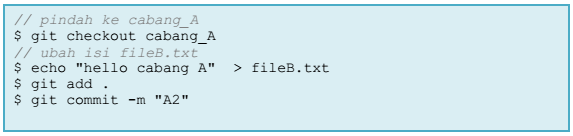 // pindah ke cabang_A
$ git checkout cabang_A
// ubah isi fileB.txt
$ echo "hello cabang A"  > fileB.txt
$ git add .
$ git commit -m "A2"